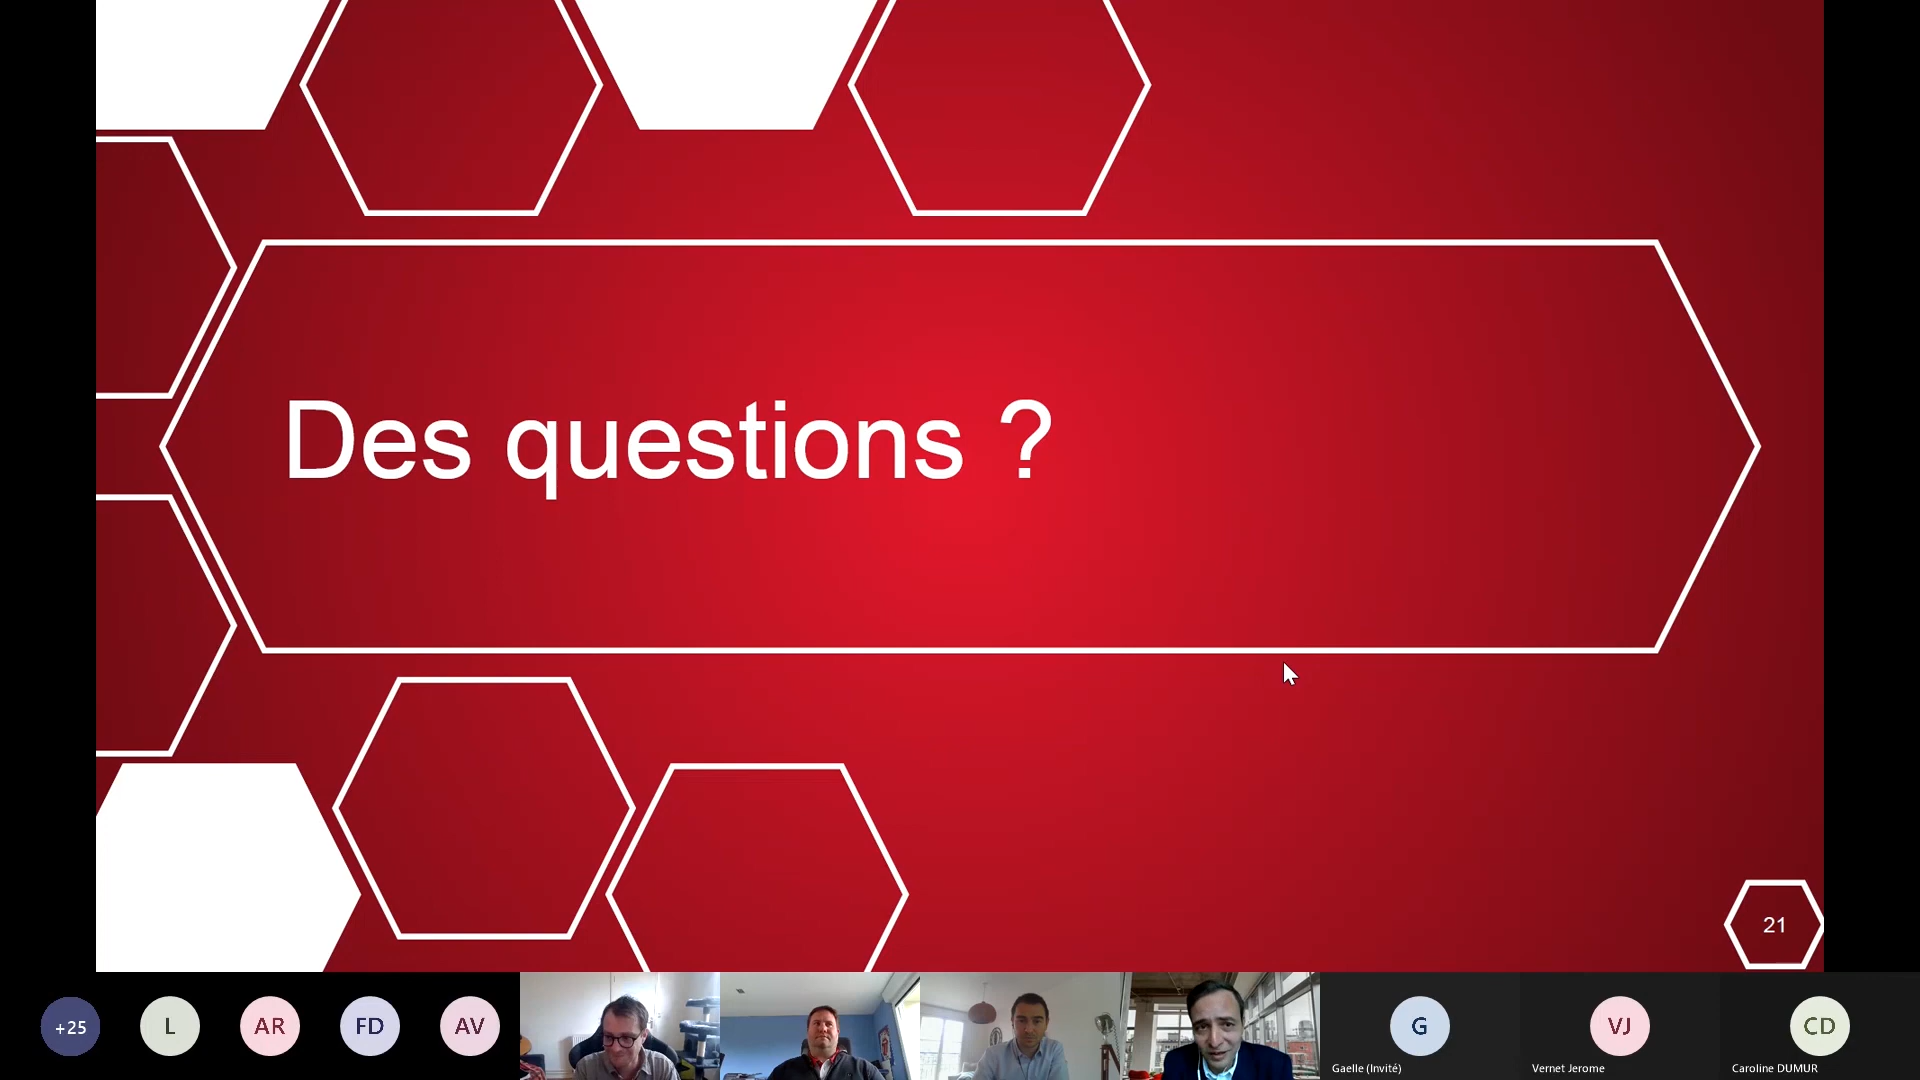 Des questions ?
21
+25
L
AR
FD
AV
G
Gaelle (Invité)
VJ
Vernet Jerome
CD
Caroline DUMUR